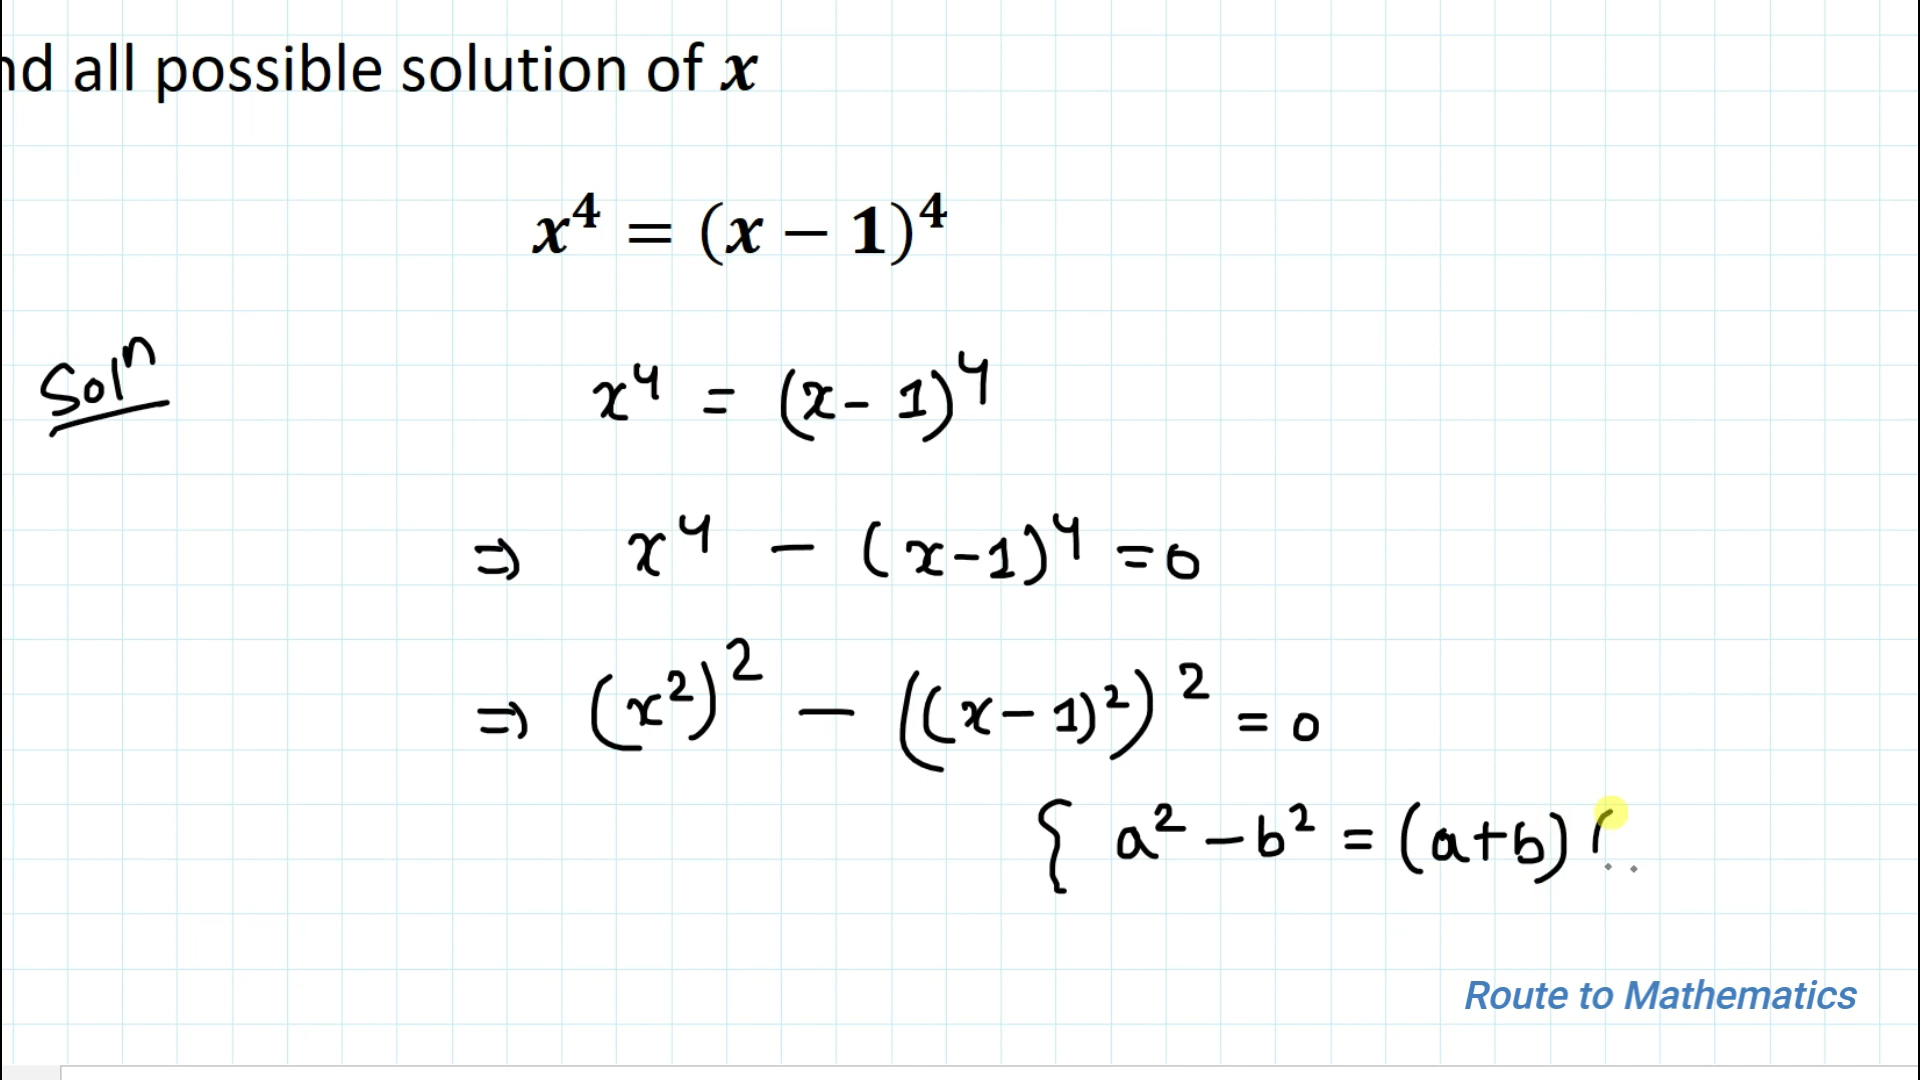 nd all possible solution of x
x⁴ = (x − 1)⁴
Solⁿ
x⁴ = (x - 1)⁴
⇒ x⁴ − (x-1)⁴ = 0
⇒ (x²)² − ((x-1)²)² = 0
{ a² − b² = (a+b) (
Route to Mathematics